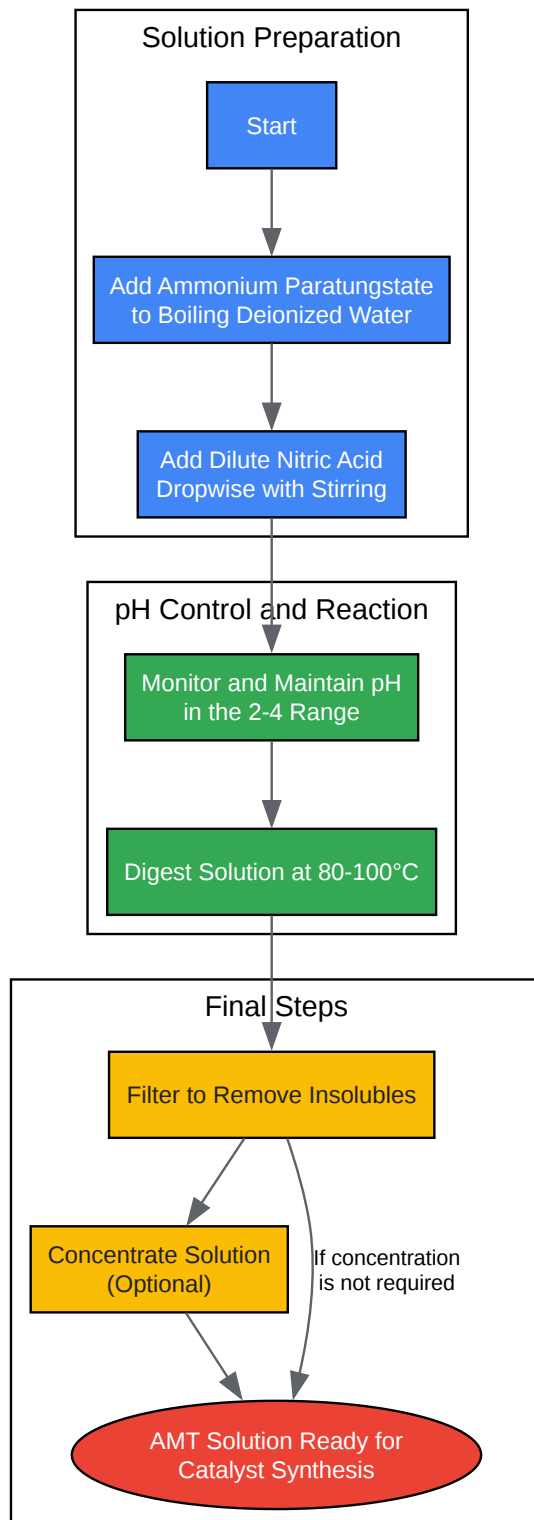 Solution Preparation
Start
Add Ammonium Paratungstate
to Boiling Deionized Water
Add Dilute Nitric Acid
Dropwise with Stirring
pH Control and Reaction
Monitor and Maintain pH
in the 2-4 Range
Digest Solution at 80-100°C
Final Steps
Filter to Remove Insolubles
Concentrate Solution
(Optional)
If concentration
is not required
AMT Solution Ready for
Catalyst Synthesis